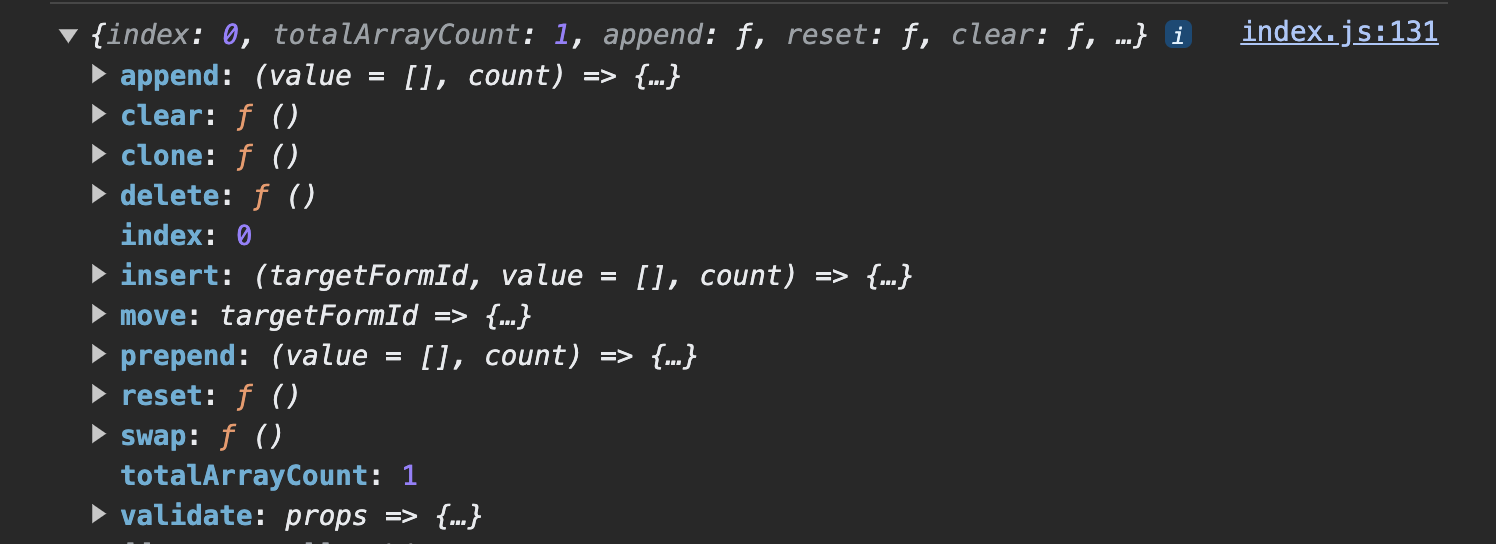 {index: 0, totalArrayCount: 1, append: ƒ, reset: ƒ, clear: ƒ, …} i index.js:131
append: (value = [], count) => {…}
clear: ƒ ()
clone: ƒ ()
delete: ƒ ()
index: 0
insert: (targetFormId, value = [], count) => {…}
move: targetFormId => {…}
prepend: (value = [], count) => {…}
reset: ƒ ()
swap: ƒ ()
totalArrayCount: 1
validate: props => {…}